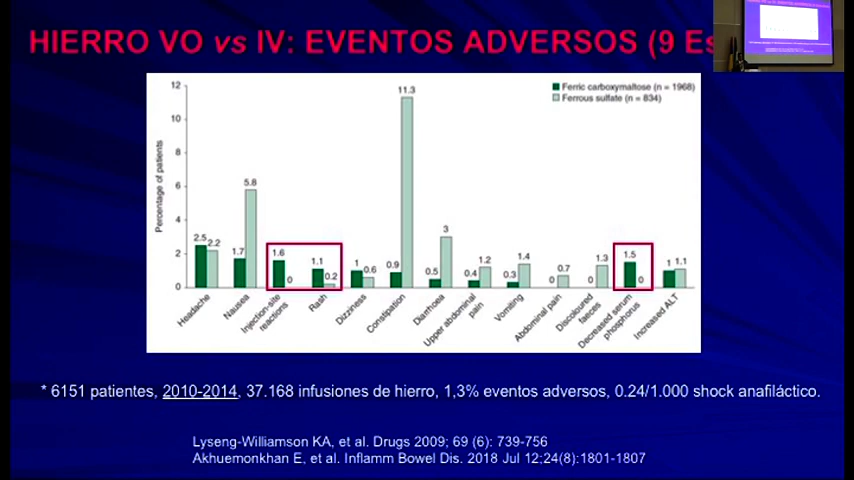 HIERRO VO vs IV: EVENTOS ADVERSOS (9 Es
12
10
8
6
4
2
0
Percentage of patients
Ferric carboxymaltose (n = 1968)
Ferrous sulfate (n = 834)
2.5 2.2
1.7 5.8
1.6 0
1.1 0.2
1 0.6
0.9 11.3
0.5 3
0.4 1.2
0.3 1.4
0 0.7
0 1.3
1.5 0
1 1.1
Headache
Nausea
Injection-site
reactions
Rash
Dizziness
Constipation
Diarrhoea
Upper abdominal
pain
Vomiting
Abdominal pain
Discoloured
faeces
Decreased serum
phosphorus
Increased ALT
* 6151 patientes, 2010-2014, 37.168 infusiones de hierro, 1,3% eventos adversos, 0.24/1.000 shock anafiláctico.
Lyseng-Williamson KA, et al. Drugs 2009; 69 (6): 739-756
Akhuemonkhan E, et al. Inflamm Bowel Dis. 2018 Jul 12;24(8):1801-1807